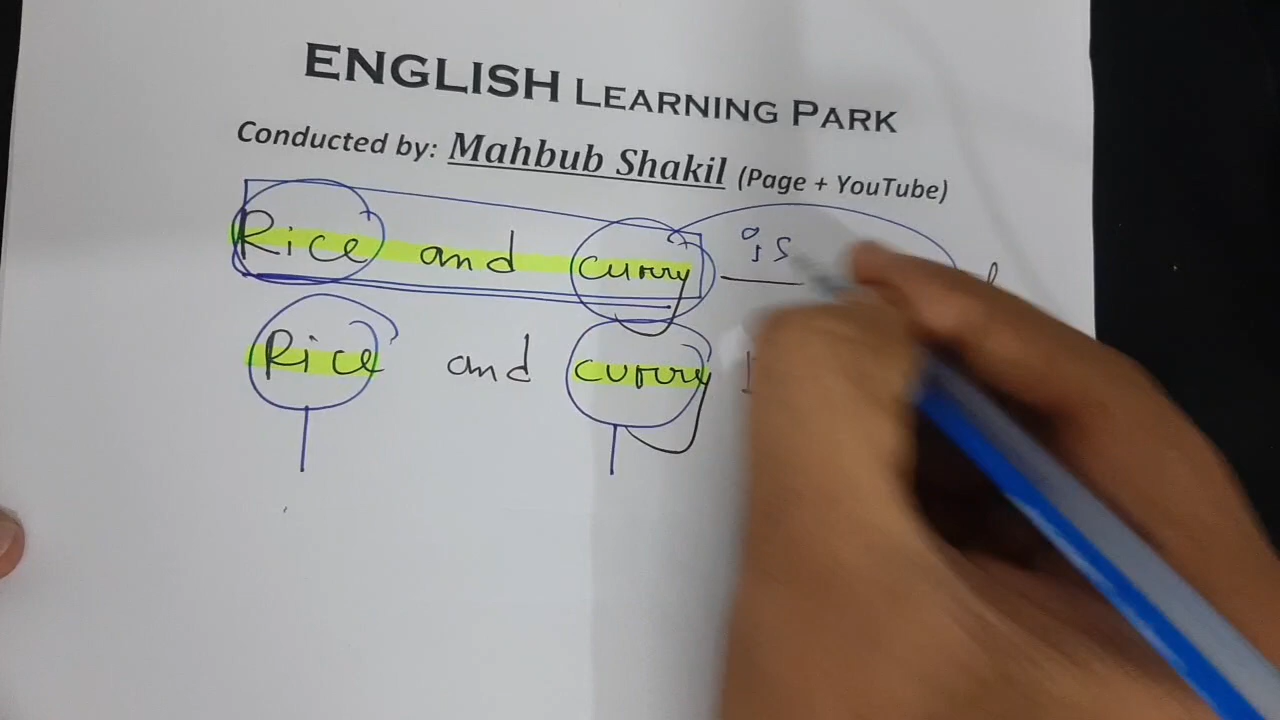 ENGLISH LEARNING PARK
Conducted by: Mahbub Shakil (Page + YouTube)
Rice and curry is
Rice and curry